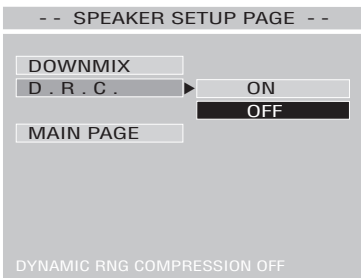 - - SPEAKER SETUP PAGE - -
DOWNMIX
D . R . C . ON
OFF
MAIN PAGE
DYNAMIC RNG COMPRESSION OFF